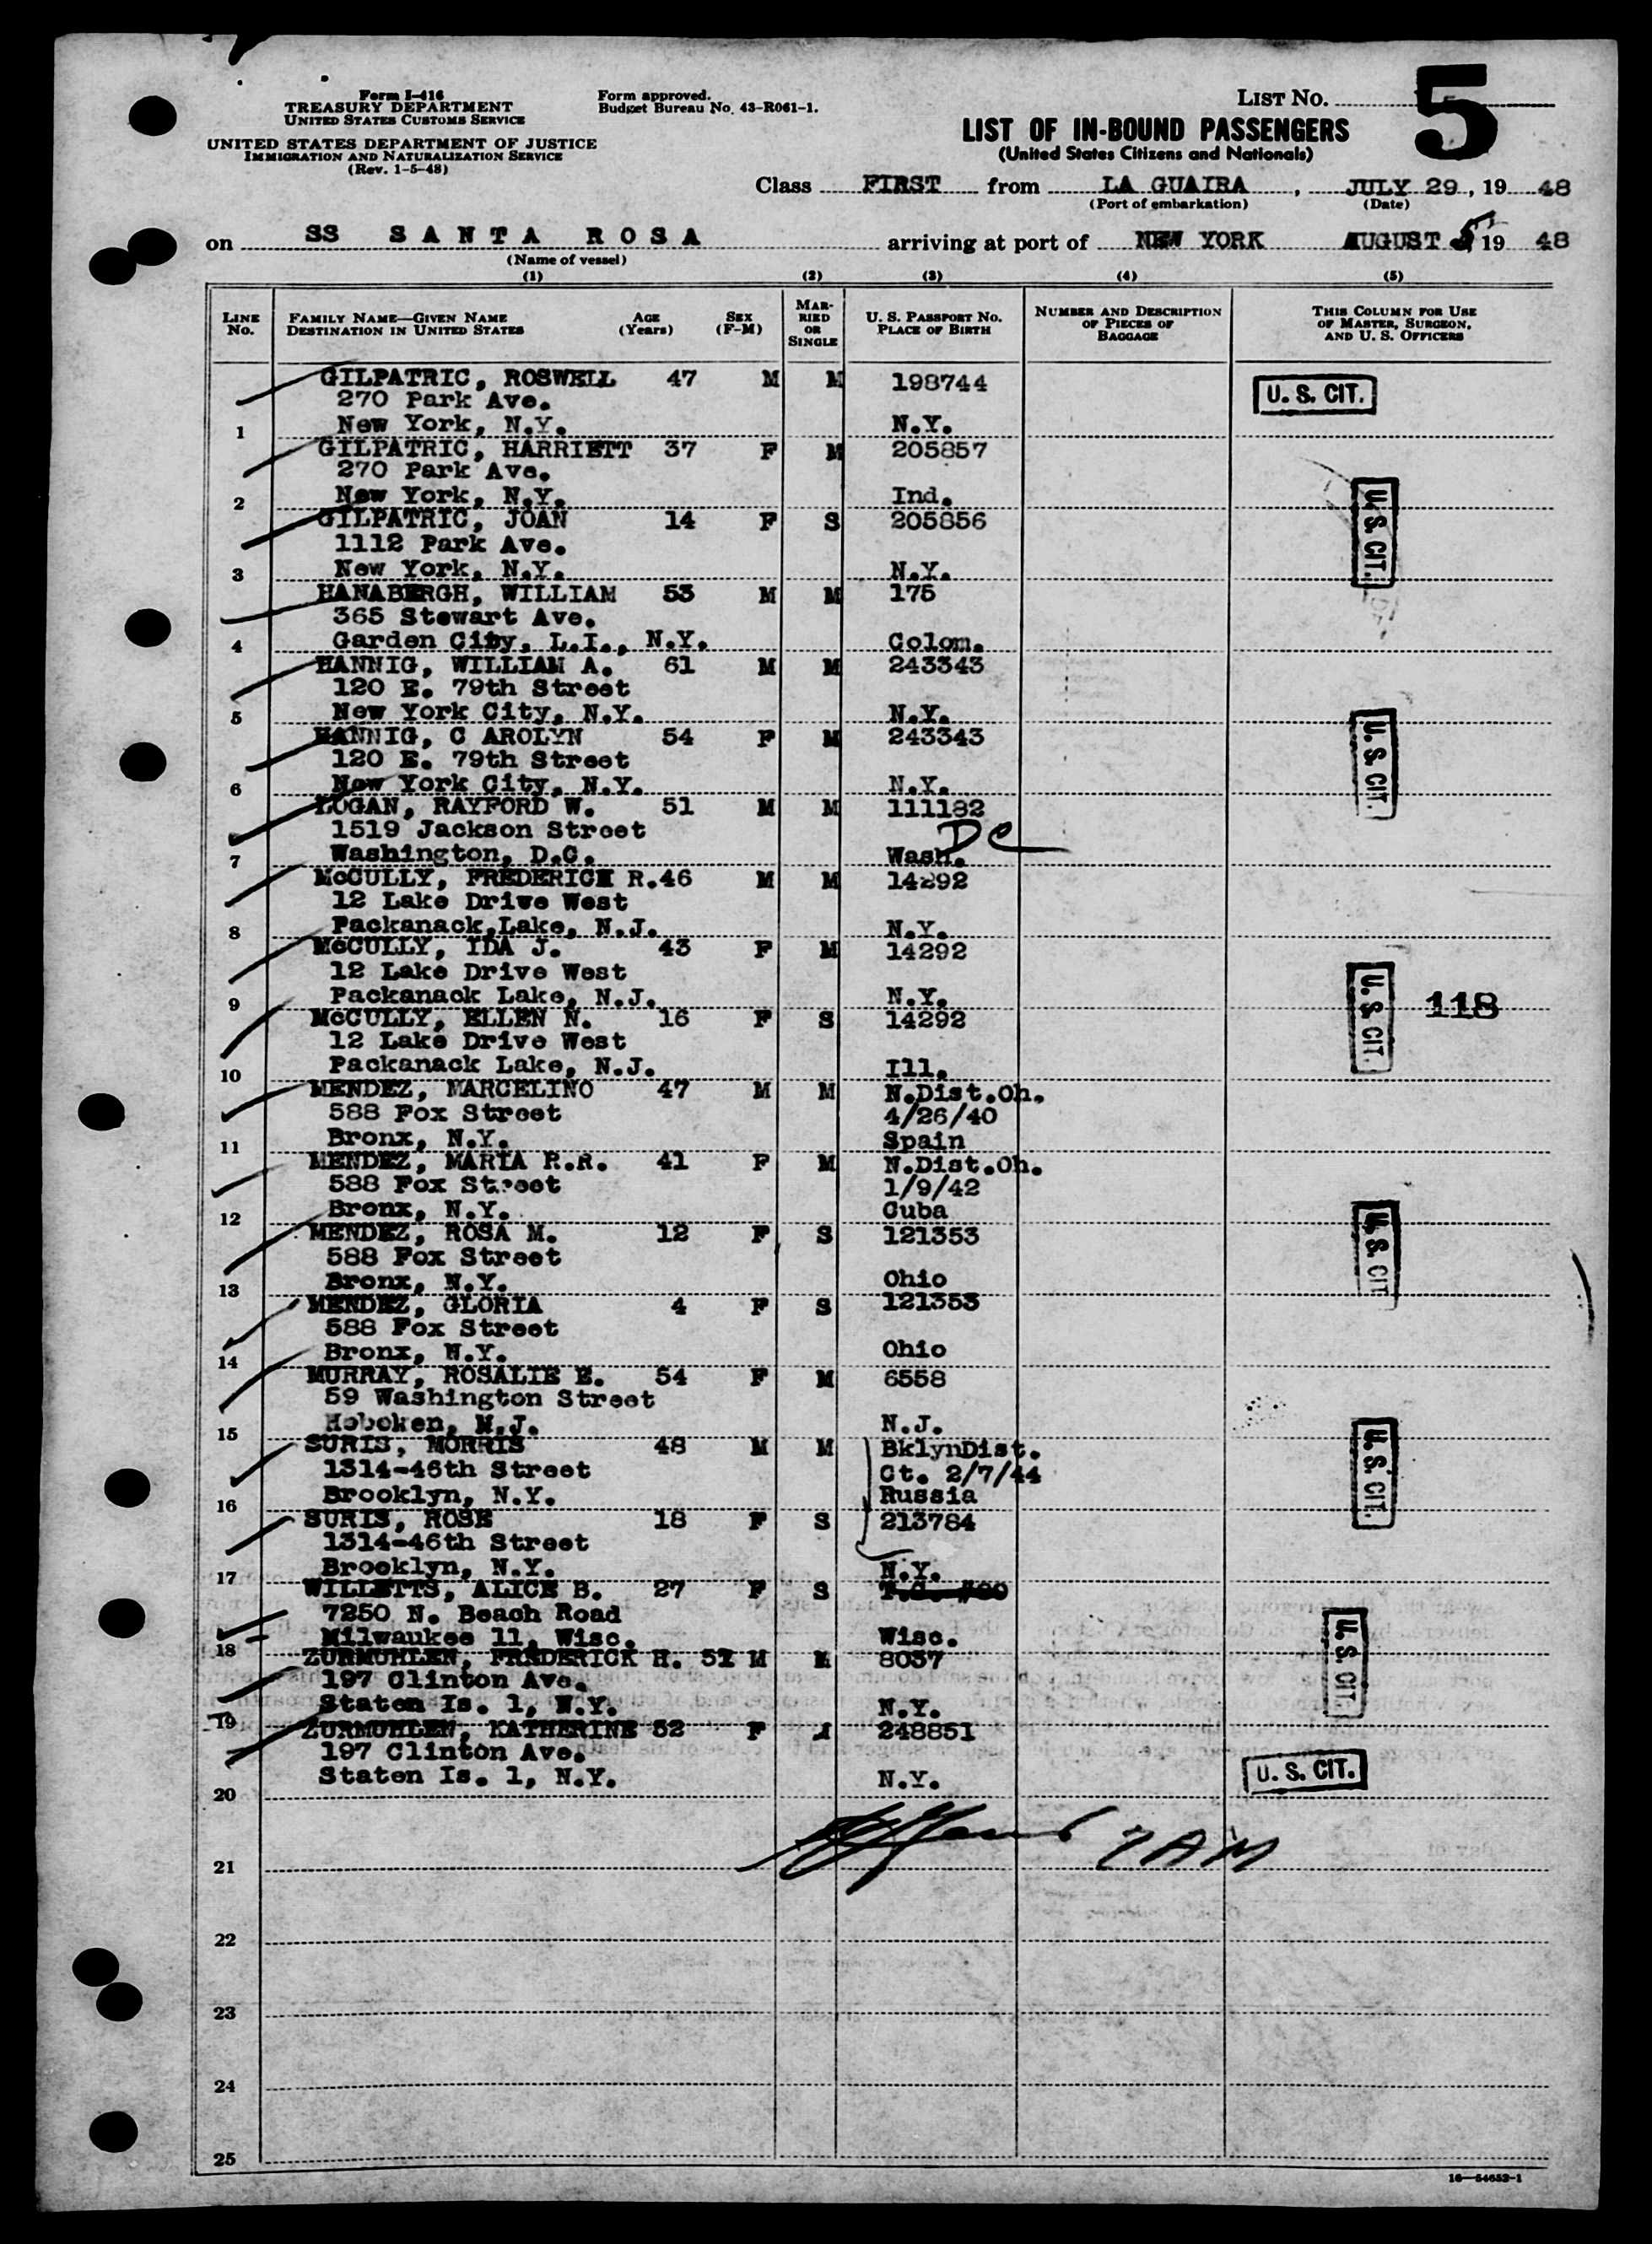 Form I-416
TREASURY DEPARTMENT
UNITED STATES CUSTOMS SERVICE
UNITED STATES DEPARTMENT OF JUSTICE
IMMIGRATION AND NATURALIZATION SERVICE
(Rev. 1-5-48)
Form approved.
Budget Bureau No. 43-R061-1.
LIST NO. 5
LIST OF IN-BOUND PASSENGERS
(United States Citizens and Nationals)
Class FIRST from LA GUAIRA, JULY 29, 19 48
(Port of embarkation) (Date)
on SS SANTA ROSA arriving at port of NEW YORK AUGUST 5 19 48
(Name of vessel)
(1) (2) (3) (4) (5)
LINE No. FAMILY NAME—GIVEN NAME DESTINATION IN UNITED STATES AGE (Years) SEX (F-M) MARRIED OR SINGLE U. S. PASSPORT NO. PLACE OF BIRTH NUMBER AND DESCRIPTION OF PIECES OF BAGGAGE THIS COLUMN FOR USE OF MASTER, SURGEON, AND U. S. OFFICERS
GILPATRIC, ROSWELL 47 M M 198744 U. S. CIT.
270 Park Ave.
1 New York, N.Y. N.Y.
GILPATRIC, HARRIETT 37 F M 205857
270 Park Ave.
2 New York, N.Y. Ind. U. S. CIT.
GILPATRIC, JOAN 14 F S 205856
1112 Park Ave.
3 New York, N.Y. N.Y.
HANABERGH, WILLIAM 53 M M 175
365 Stewart Ave.
4 Garden City, L.I., N.Y. Colom.
HANNIG, WILLIAM A. 61 M M 243343
120 E. 79th Street
5 New York City, N.Y. N.Y.
HANNIG, C AROLYN 54 F M 243343 U. S. CIT.
120 E. 79th Street
6 New York City, N.Y. N.Y.
LOGAN, RAYFORD W. 51 M M 111182
1519 Jackson Street DC
7 Washington, D.C. Wash.
McCULLY, FREDERICK R. 46 M M 14292
12 Lake Drive West
8 Packanack Lake, N.J. N.Y.
McCULLY, IDA J. 43 F M 14292
12 Lake Drive West
9 Packanack Lake, N.J. N.Y. U. S. CIT. 118
McCULLY, ELLEN N. 16 F S 14292
12 Lake Drive West
10 Packanack Lake, N.J. Ill.
MENDEZ, MARCELINO 47 M M N.Dist.Oh.
588 Fox Street 4/26/40
11 Bronx, N.Y. Spain
MENDEZ, MARIA R.R. 41 F M N.Dist.Oh.
588 Fox Street 1/9/42
12 Bronx, N.Y. Cuba
MENDEZ, ROSA M. 12 F S 121353 U. S. CIT
588 Fox Street
13 Bronx, N.Y. Ohio
MENDEZ, GLORIA 4 F S 121353
588 Fox Street
14 Bronx, N.Y. Ohio
MURRAY, ROSALIE E. 54 F M 6558
59 Washington Street
15 Hoboken, N.J. N.J.
SURIS, MORRIS 48 M M BklynDist.
1314-46th Street Ct. 2/7/44 U. S. CIT.
16 Brooklyn, N.Y. Russia
SURIS, ROSE 18 F S 213784
1314-46th Street
17 Brooklyn, N.Y. N.Y.
WILLETTS, ALICE B. 27 F S
7250 N. Beach Road
18 Milwaukee 11, Wisc. Wisc.
ZURMUHLEN, FREDERICK H. 52 M M 8037 U. S. CIT.
197 Clinton Ave.
19 Staten Is. 1, N.Y. N.Y.
ZURMUHLEN, KATHERINE 52 F 248851
197 Clinton Ave.
Staten Is. 1, N.Y. N.Y. U. S. CIT.
20
7 AM
21
22
23
24
25
16—54652-1